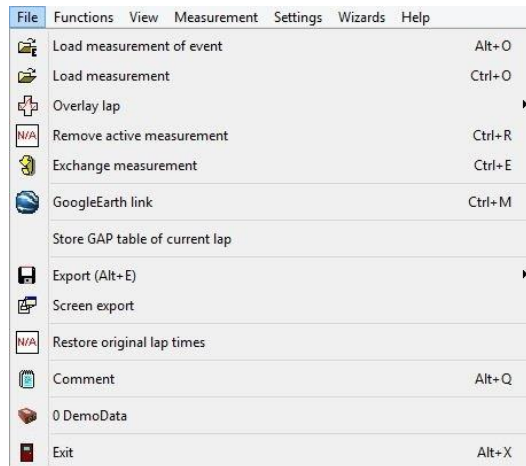 File Functions View Measurement Settings Wizards Help
E Load measurement of event Alt+O
Load measurement Ctrl+O
Overlay lap
N/A Remove active measurement Ctrl+R
Exchange measurement Ctrl+E
GoogleEarth link Ctrl+M
Store GAP table of current lap
Export (Alt+E)
Screen export
N/A Restore original lap times
Comment Alt+Q
0 DemoData
Exit Alt+X